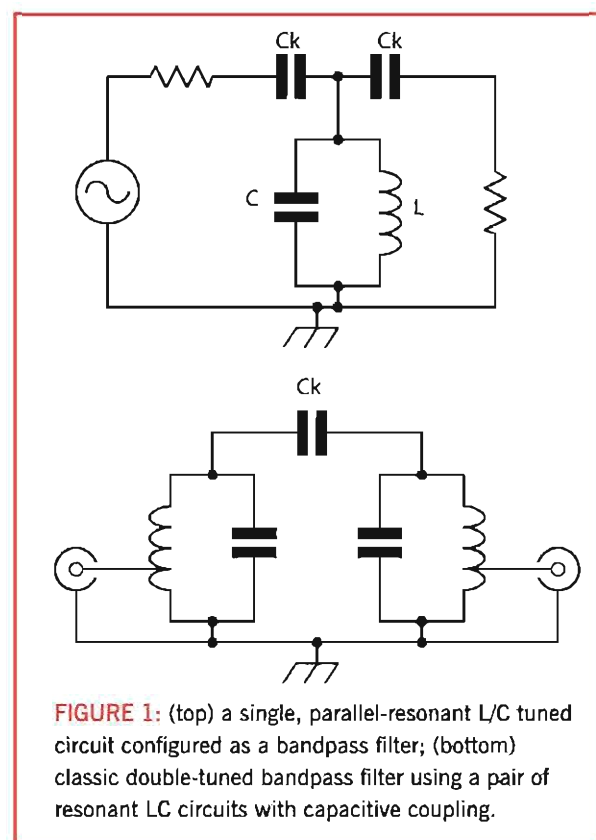 Ck Ck
C L
Ck
FIGURE 1: (top) a single, parallel-resonant L/C tuned
circuit configured as a bandpass filter; (bottom)
classic double-tuned bandpass filter using a pair of
resonant LC circuits with capacitive coupling.